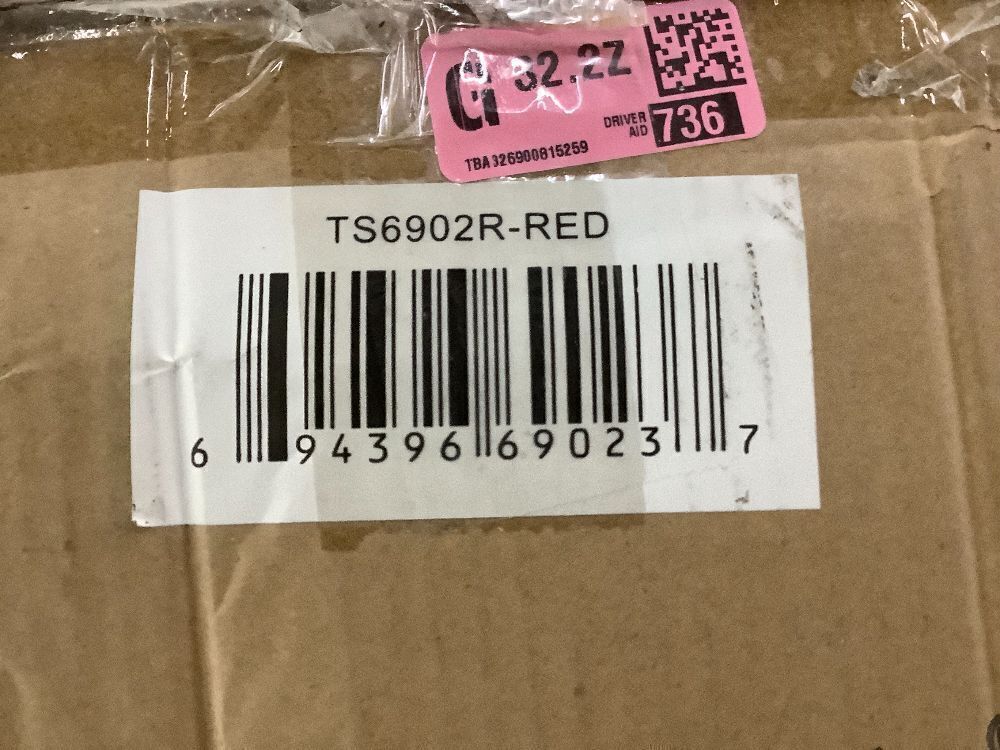 32.2Z
DRIVER
AID
736
TBA326900815259
TS6902R-RED
6 94396 69023 7